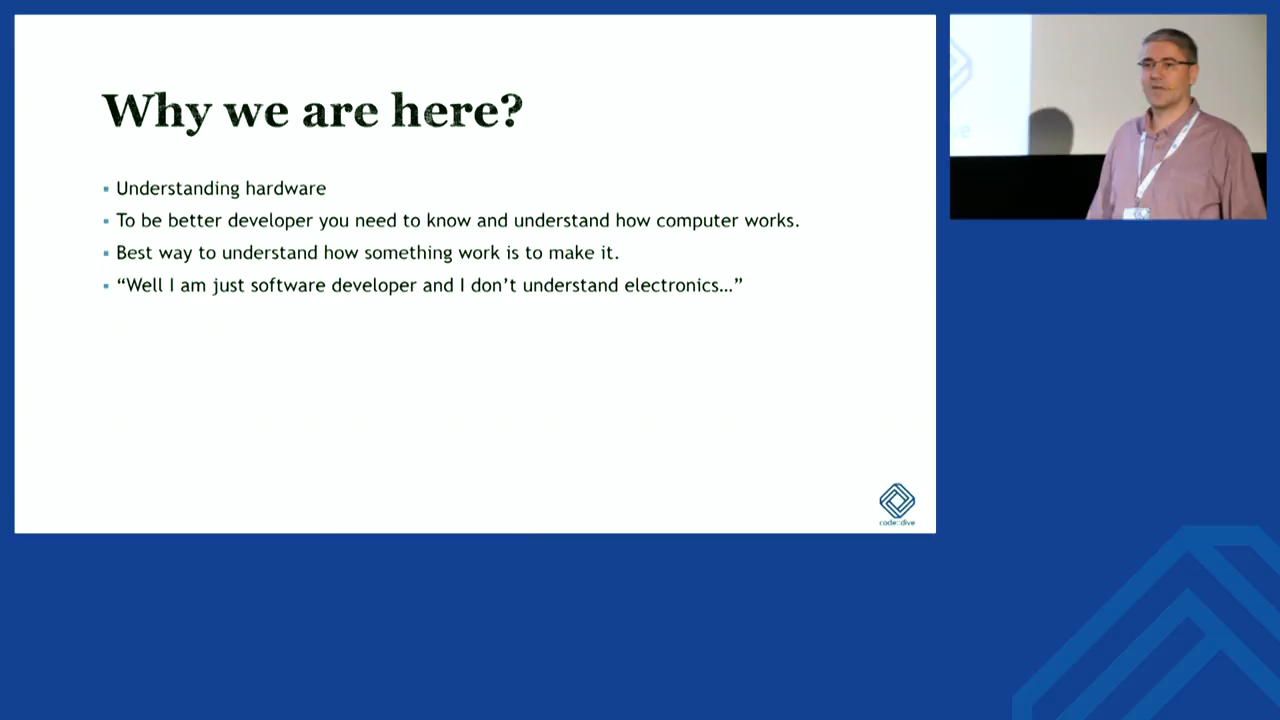 Why we are here?
Understanding hardware
To be better developer you need to know and understand how computer works.
Best way to understand how something work is to make it.
“Well I am just software developer and I don’t understand electronics…”
code::dive